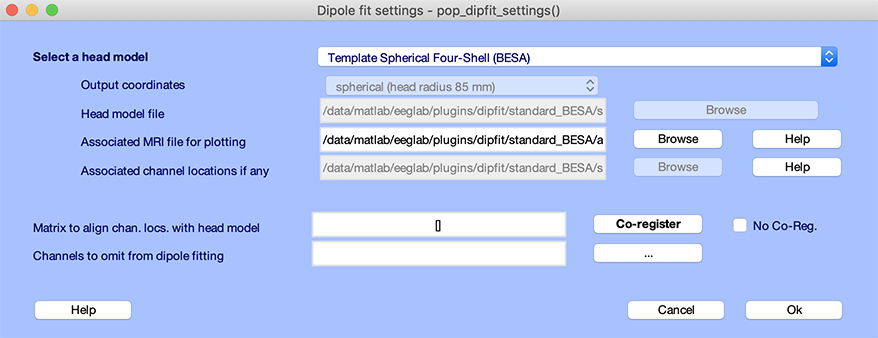 Dipole fit settings - pop_dipfit_settings()
Select a head model Template Spherical Four-Shell (BESA)
Output coordinates spherical (head radius 85 mm)
Head model file /data/matlab/eeglab/plugins/dipfit/standard_BESA/s Browse
Associated MRI file for plotting /data/matlab/eeglab/plugins/dipfit/standard_BESA/a Browse Help
Associated channel locations if any /data/matlab/eeglab/plugins/dipfit/standard_BESA/s Browse Help
Matrix to align chan. locs. with head model [] Co-register No Co-Reg.
Channels to omit from dipole fitting ...
Help Cancel Ok